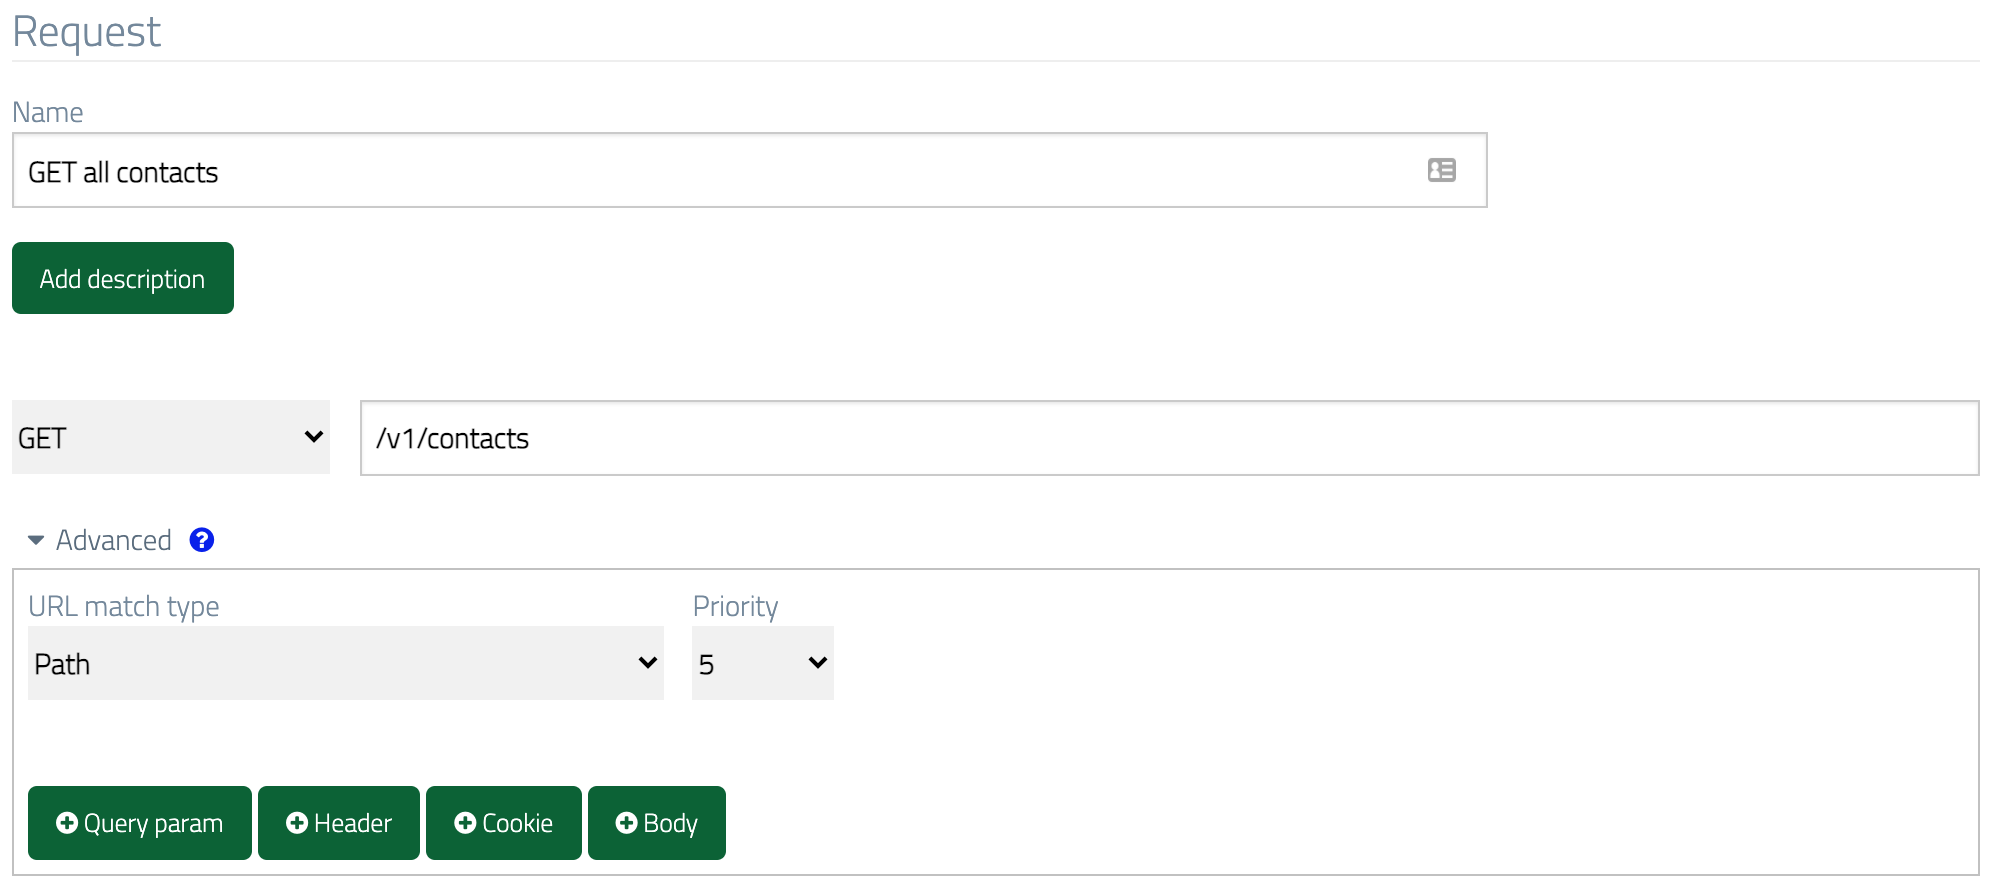 Request
Name
GET all contacts
Add description
GET /v1/contacts
Advanced ?
URL match type Priority
Path 5
Query param Header Cookie Body